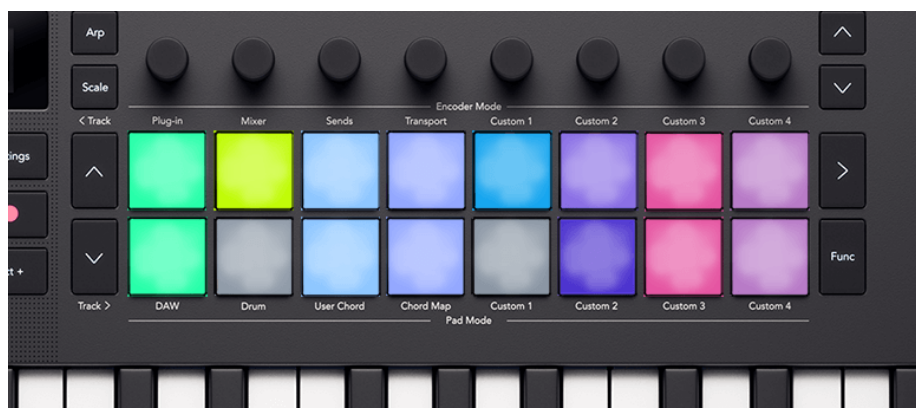 Arp
Scale
Encoder Mode
< Track Plug-in Mixer Sends Transport Custom 1 Custom 2 Custom 3 Custom 4
Func
Track > DAW Drum User Chord Chord Map Custom 1 Custom 2 Custom 3 Custom 4
Pad Mode